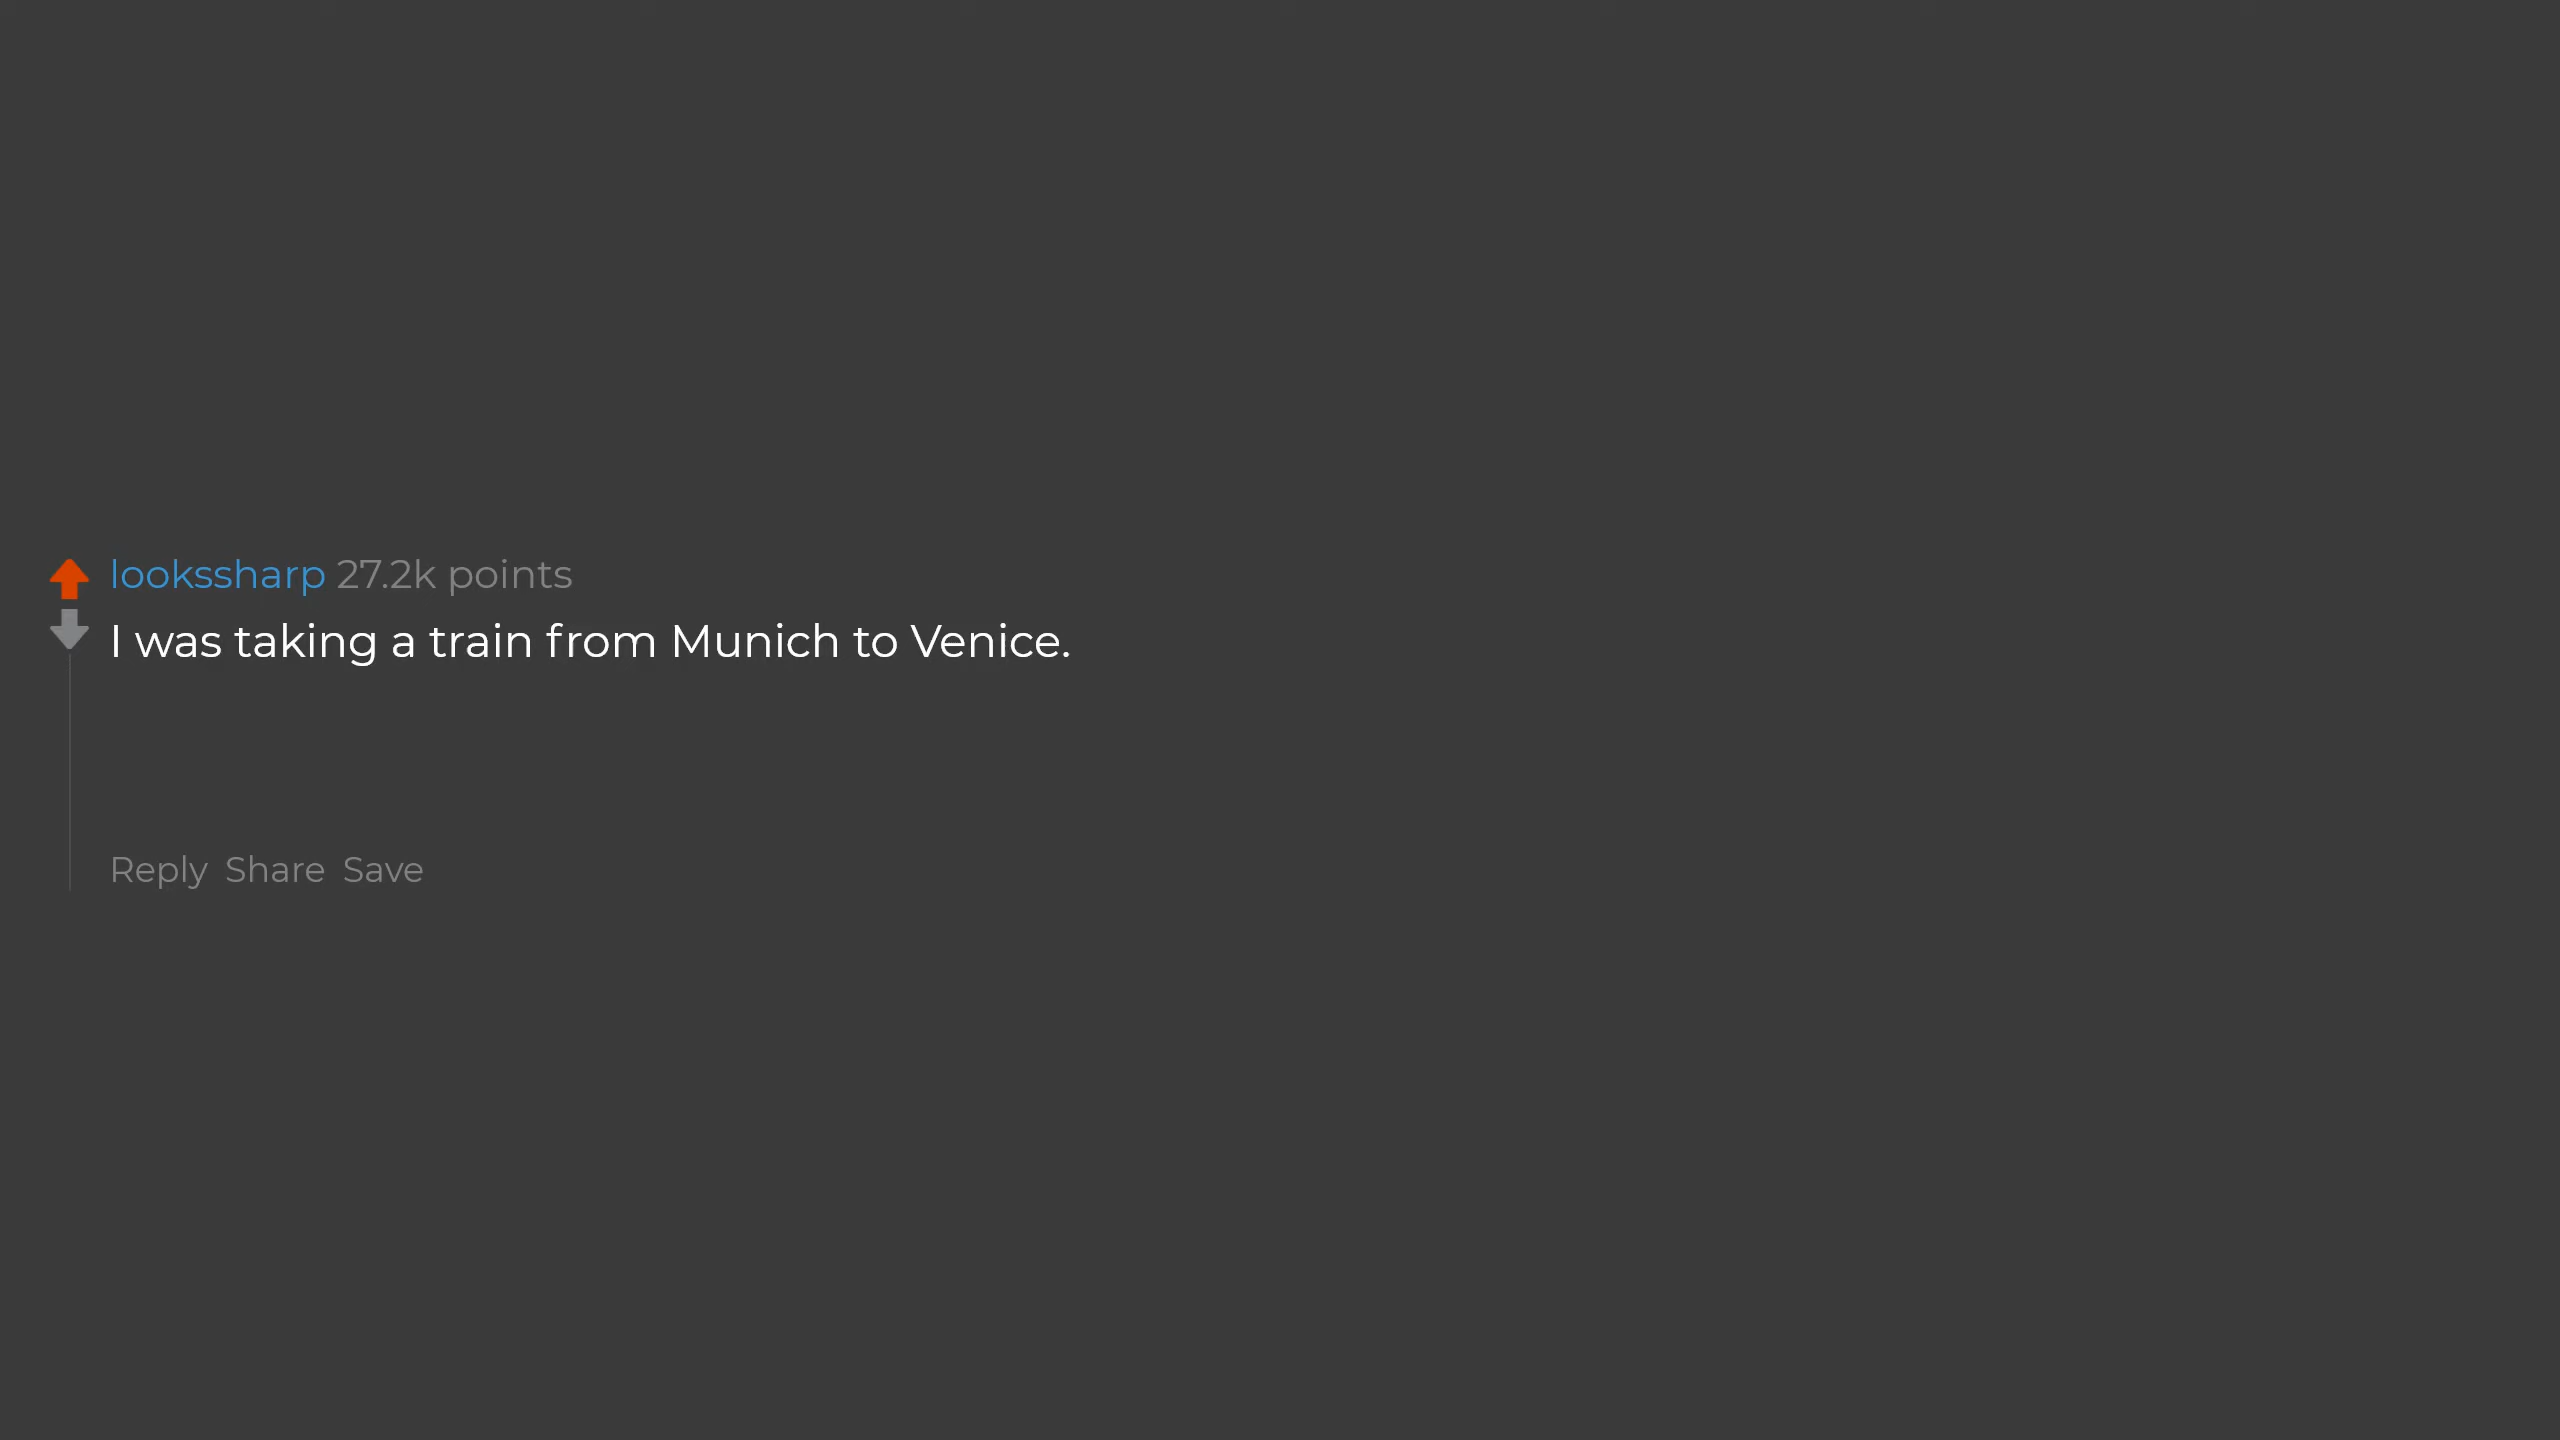 lookssharp 27.2k points
I was taking a train from Munich to Venice.
Reply Share Save